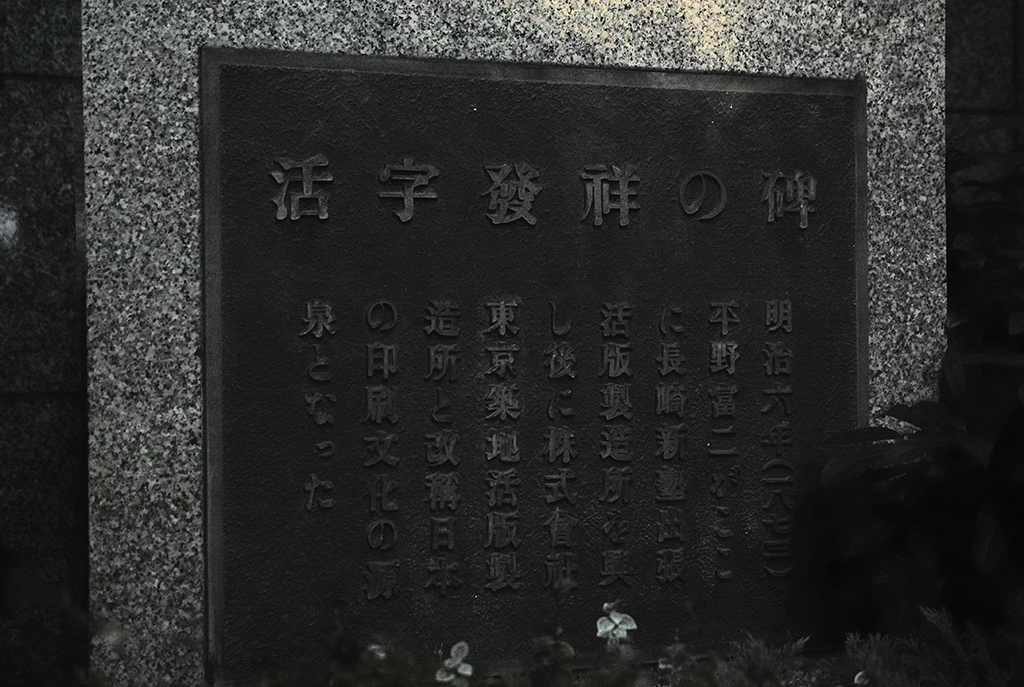 活字發祥の碑
明治六年(一八七三)
平野富二がここ
に長崎新塾出張
活版製造所を興
し後に株式會社
東京築地活版製
造所と改稱日本
の印刷文化の源
泉となった